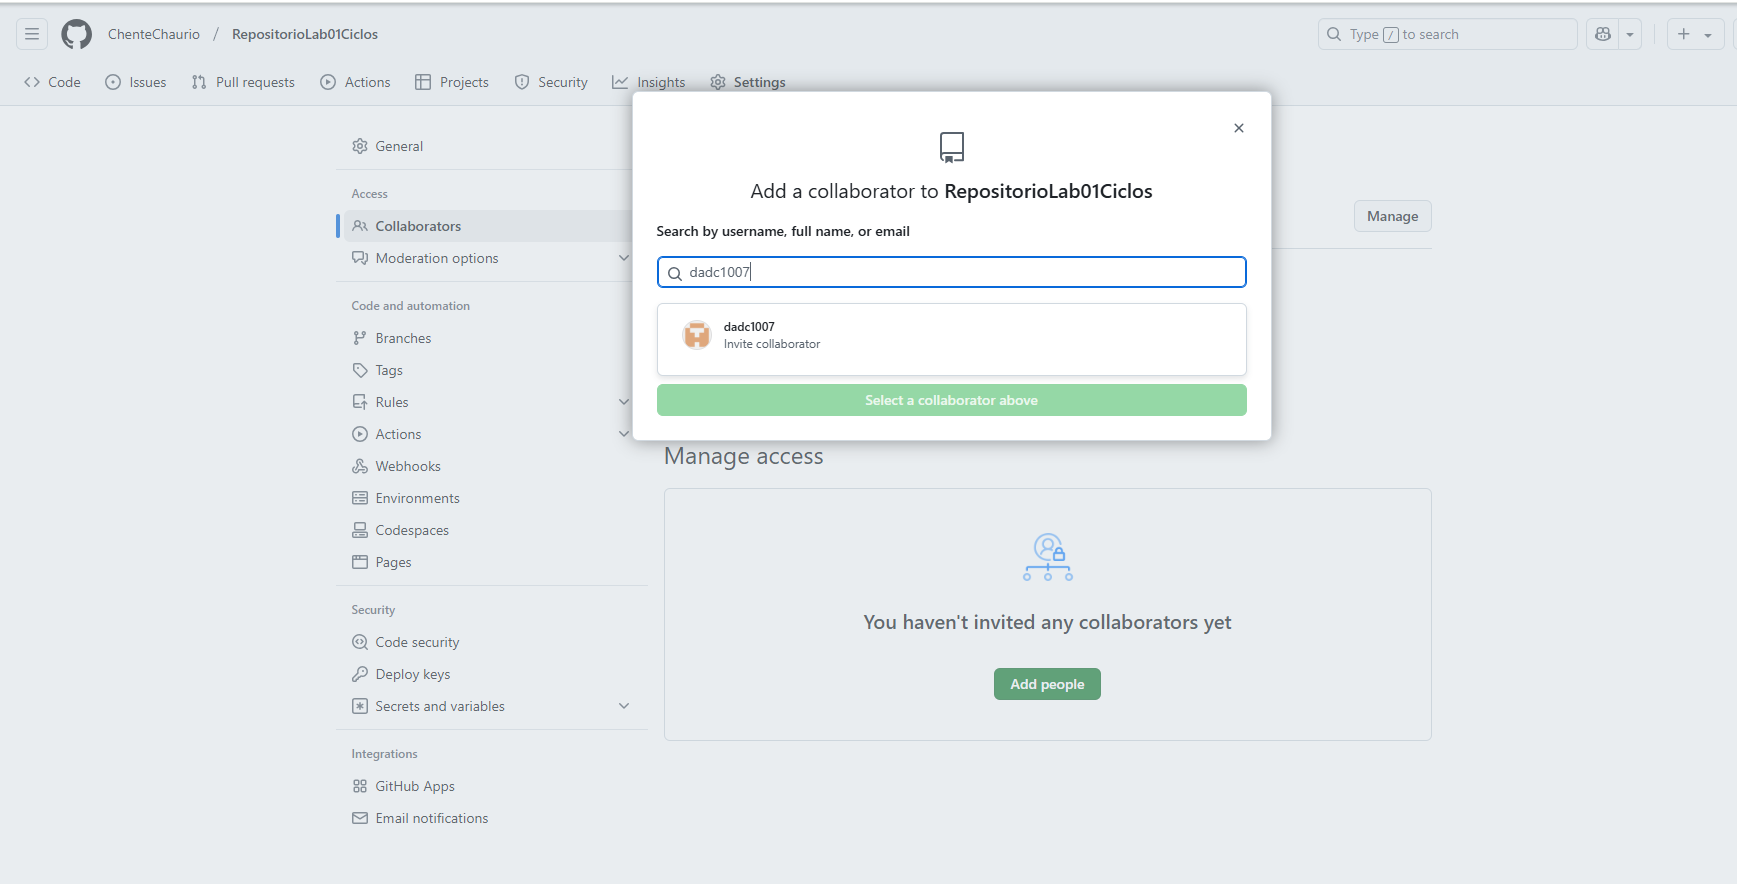 ChenteChaurio / RepositorioLab01Ciclos
Type / to search
Code Issues Pull requests Actions Projects Security Insights Settings
General
Access
Collaborators
Moderation options
Code and automation
Branches
Tags
Rules
Actions
Webhooks
Environments
Codespaces
Pages
Security
Code security
Deploy keys
Secrets and variables
Integrations
GitHub Apps
Email notifications
Add a collaborator to RepositorioLab01Ciclos
Search by username, full name, or email
dadc1007
dadc1007
Invite collaborator
Select a collaborator above
Manage
Manage access
You haven't invited any collaborators yet
Add people